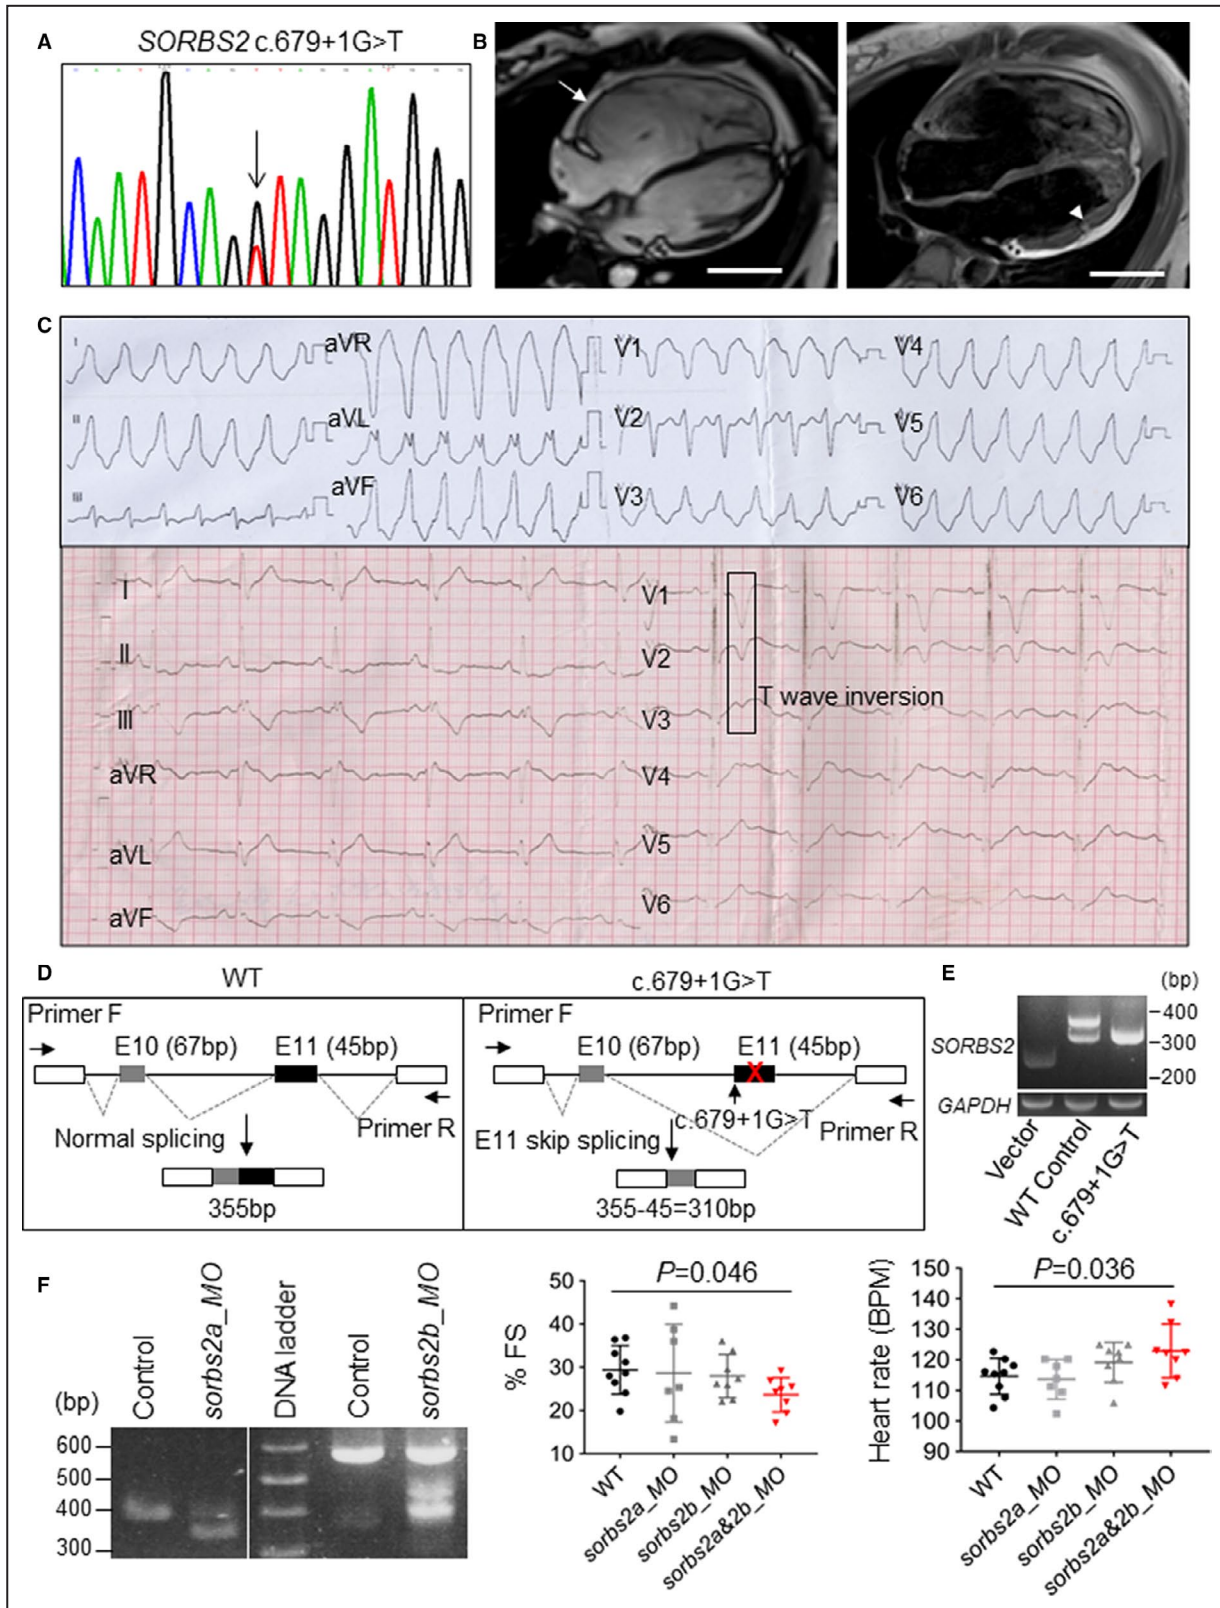 A
SORBS2 c.679+1G>T
B
C
I
aVR
V1
V4
II
aVL
V2
V5
III
aVF
V3
V6
I
V1
II
V2
T wave inversion
III
V3
aVR
V4
aVL
V5
aVF
V6
D
WT
c.679+1G>T
Primer F
E10 (67bp)
E11 (45bp)
Normal splicing
Primer R
355bp
Primer F
E10 (67bp)
E11 (45bp)
X
c.679+1G>T
E11 skip splicing
Primer R
355-45=310bp
E
(bp)
400
SORBS2
300
200
GAPDH
Vector
WT Control
c.679+1G>T
F
Control
sorbs2a_MO
DNA ladder
Control
sorbs2b_MO
(bp)
600
500
400
300
P=0.046
% FS
50
40
30
20
10
WT
sorbs2a_MO
sorbs2b_MO
sorbs2a&2b_MO
P=0.036
Heart rate (BPM)
150
140
130
120
110
100
90
WT
sorbs2a_MO
sorbs2b_MO
sorbs2a&2b_MO